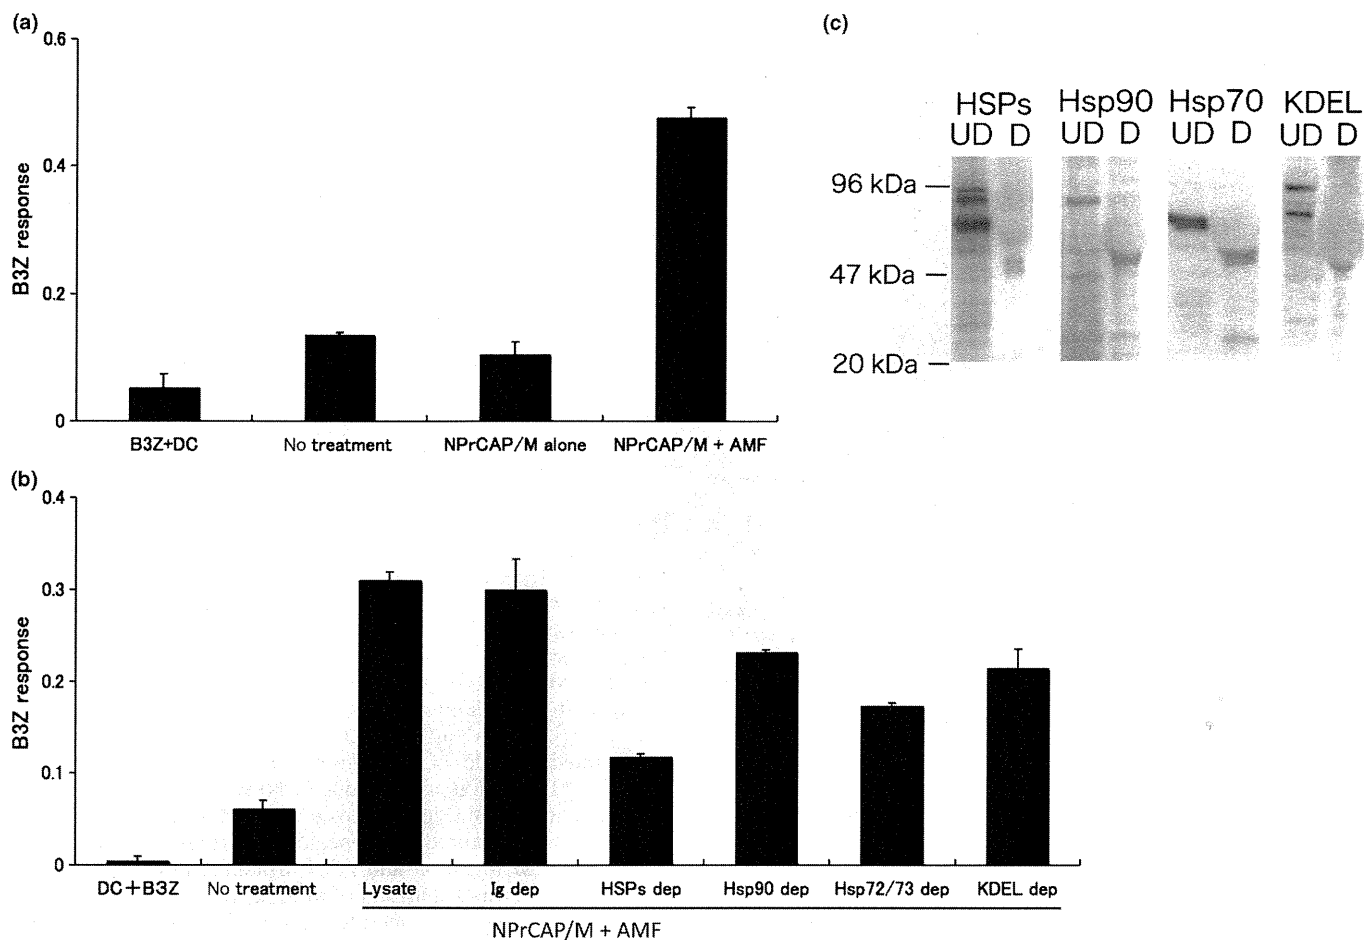 (a)
0.6
0.4
0.2
0
B3Z response
B3Z+DC
No treatment
NPrCAP/M alone
NPrCAP/M + AMF
(b)
0.4
0.3
0.2
0.1
0
B3Z response
DC+B3Z
No treatment
Lysate
Ig dep
HSPs dep
Hsp90 dep
Hsp72/73 dep
KDEL dep
NPrCAP/M + AMF
(c)
HSPs Hsp90 Hsp70 KDEL
UD D UD D UD D UD D
96 kDa
47 kDa
20 kDa